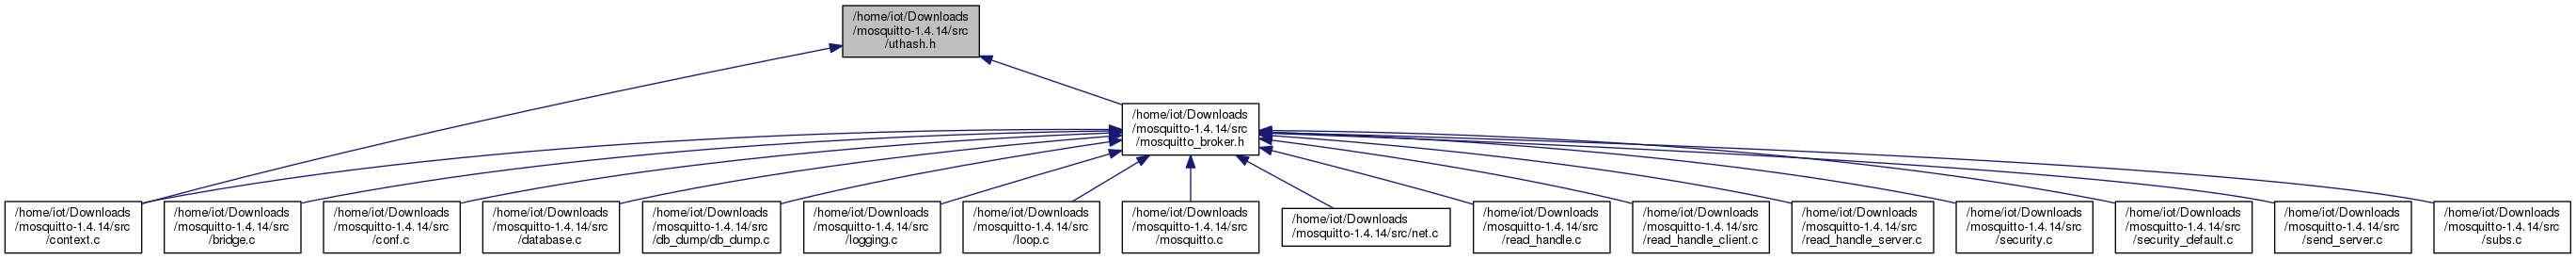 /home/iot/Downloads
/mosquitto-1.4.14/src
/uthash.h
/home/iot/Downloads
/mosquitto-1.4.14/src
/mosquitto_broker.h
/home/iot/Downloads
/mosquitto-1.4.14/src
/context.c
/home/iot/Downloads
/mosquitto-1.4.14/src
/bridge.c
/home/iot/Downloads
/mosquitto-1.4.14/src
/conf.c
/home/iot/Downloads
/mosquitto-1.4.14/src
/database.c
/home/iot/Downloads
/mosquitto-1.4.14/src
/db_dump/db_dump.c
/home/iot/Downloads
/mosquitto-1.4.14/src
/logging.c
/home/iot/Downloads
/mosquitto-1.4.14/src
/loop.c
/home/iot/Downloads
/mosquitto-1.4.14/src
/mosquitto.c
/home/iot/Downloads
/mosquitto-1.4.14/src/net.c
/home/iot/Downloads
/mosquitto-1.4.14/src
/read_handle.c
/home/iot/Downloads
/mosquitto-1.4.14/src
/read_handle_client.c
/home/iot/Downloads
/mosquitto-1.4.14/src
/read_handle_server.c
/home/iot/Downloads
/mosquitto-1.4.14/src
/security.c
/home/iot/Downloads
/mosquitto-1.4.14/src
/security_default.c
/home/iot/Downloads
/mosquitto-1.4.14/src
/send_server.c
/home/iot/Downloads
/mosquitto-1.4.14/src
/subs.c